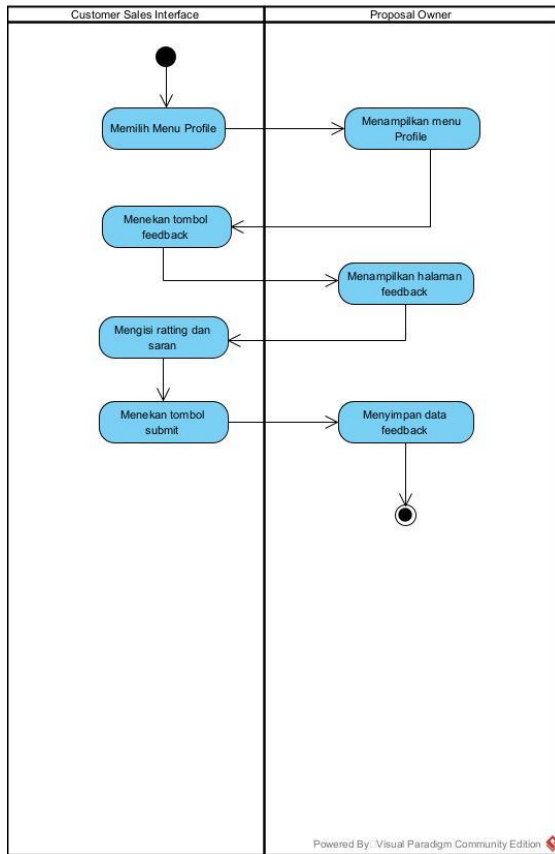 Customer Sales Interface
Proposal Owner
Memilih Menu Profile
Menampilkan menu
Profile
Menekan tombol
feedback
Menampilkan halaman
feedback
Mengisi ratting dan
saran
Menekan tombol
submit
Menyimpan data
feedback
Powered By Visual Paradigm Community Edition